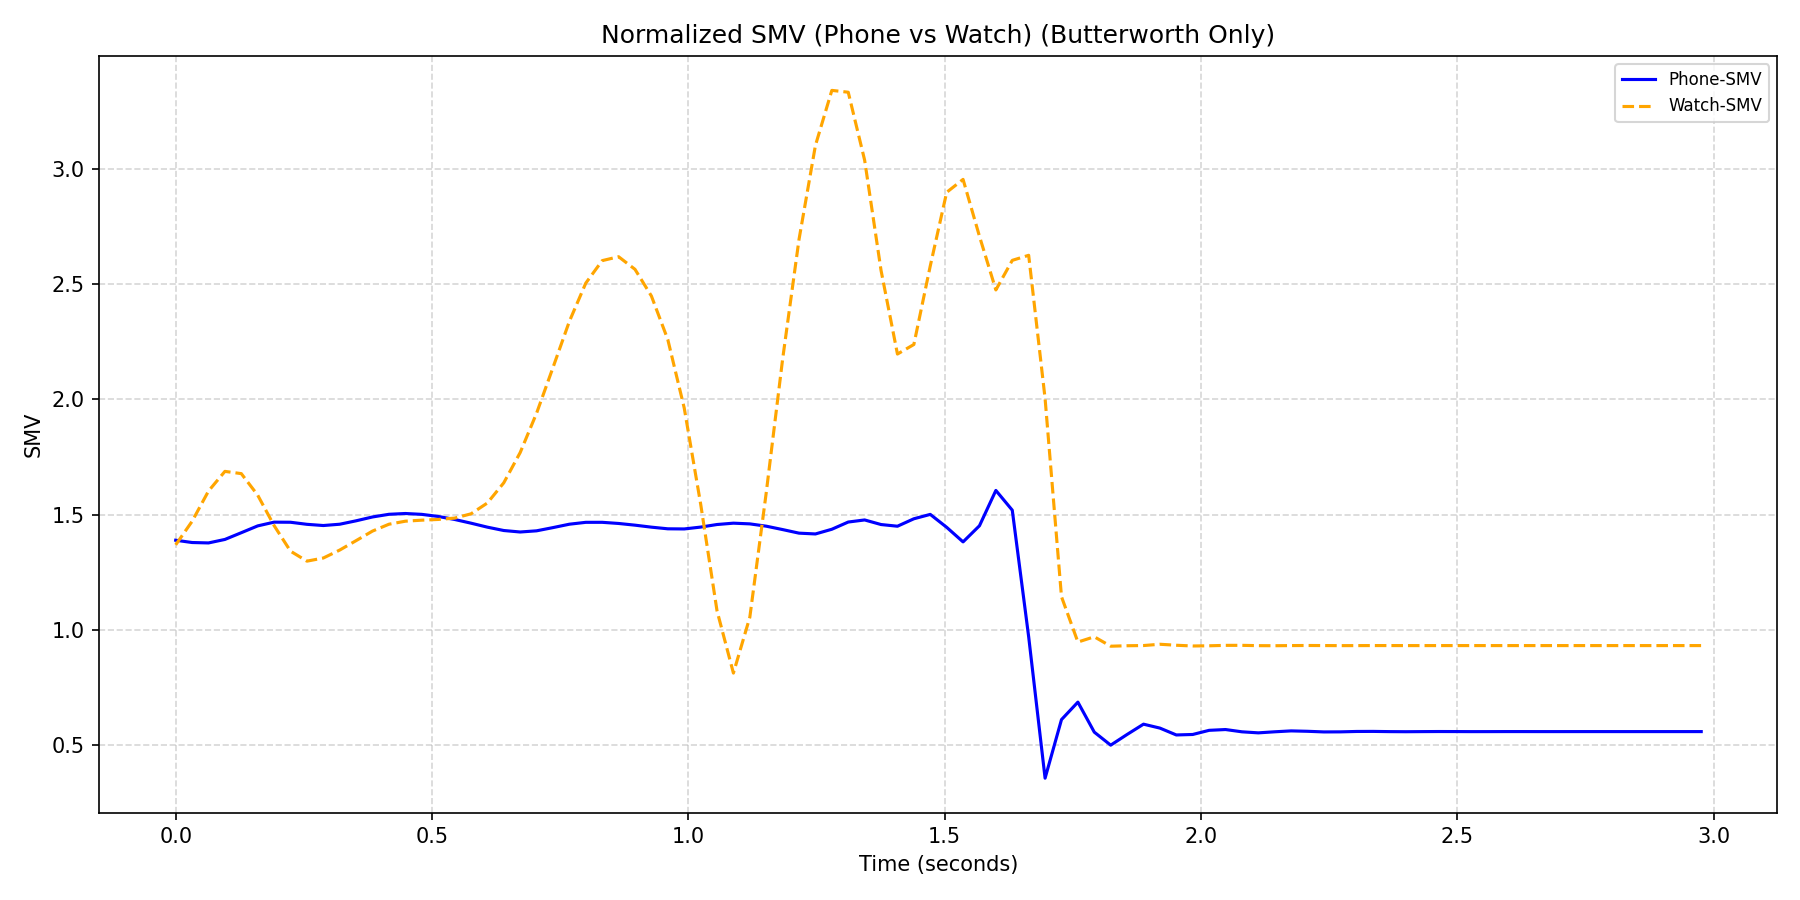 Normalized SMV (Phone vs Watch) (Butterworth Only)
Phone-SMV
Watch-SMV
3.0
2.5
2.0
1.5
1.0
0.5
SMV
0.0 0.5 1.0 1.5 2.0 2.5 3.0
Time (seconds)